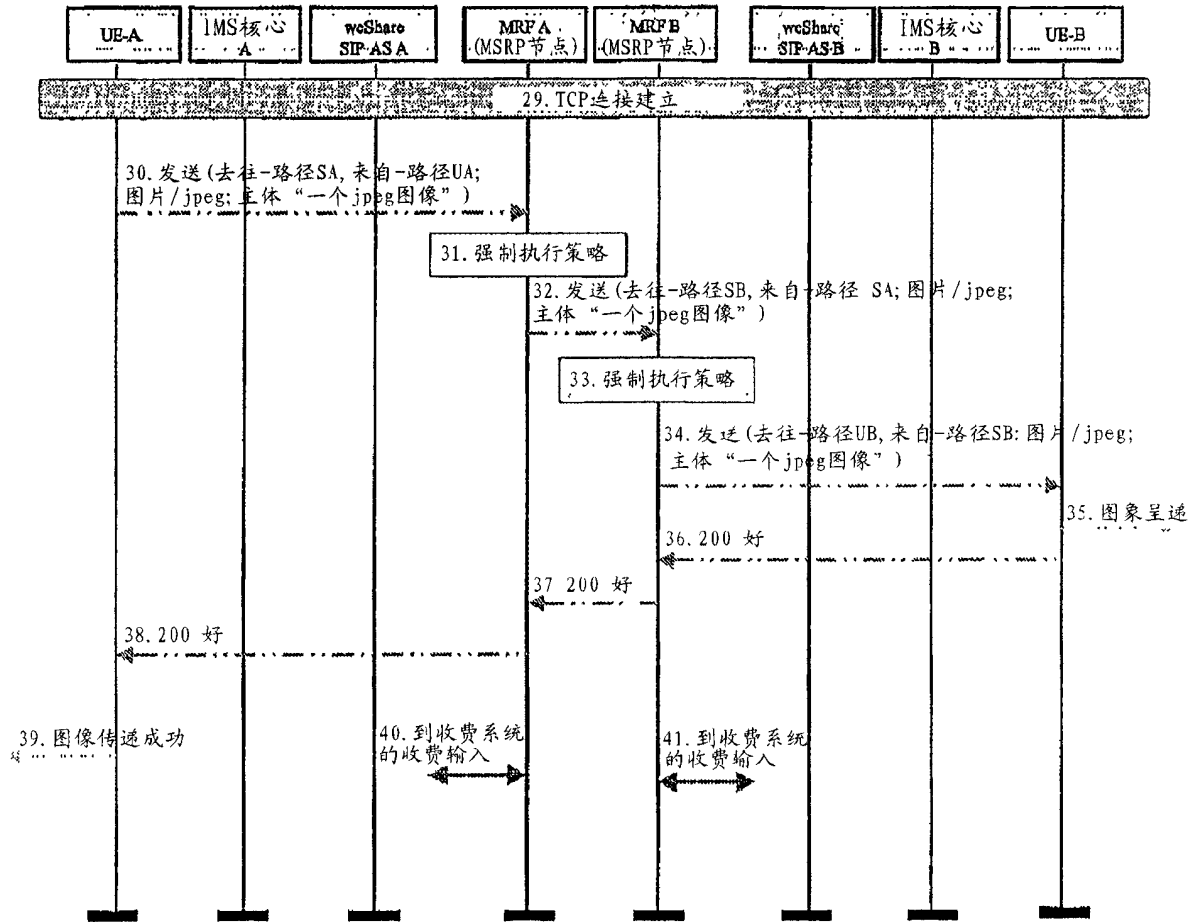 UE-A
IMS核心
A
weShare
SIP-AS A
MRF A
(MSRP节点)
MRF B
(MSRP节点)
weShare
SIP-AS-B
IMS核心
B
UE-B
29.TCP连接建立
30.发送(去往-路径SA,来自-路径UA;
图片/jpeg;主体“一个jpeg图像”)
31.强制执行策略
32.发送(去往-路径SB,来自-路径 SA;图片/jpeg;
主体“一个jpeg图像”)
33.强制执行策略
34.发送(去往-路径UB,来自-路径SB:图片/jpeg;
主体“一个jpeg图像”)
35.图象呈递
36.200 好
37 200 好
38.200 好
39.图像传递成功
40.到收费系统
的收费输入
41.到收费系统
的收费输入